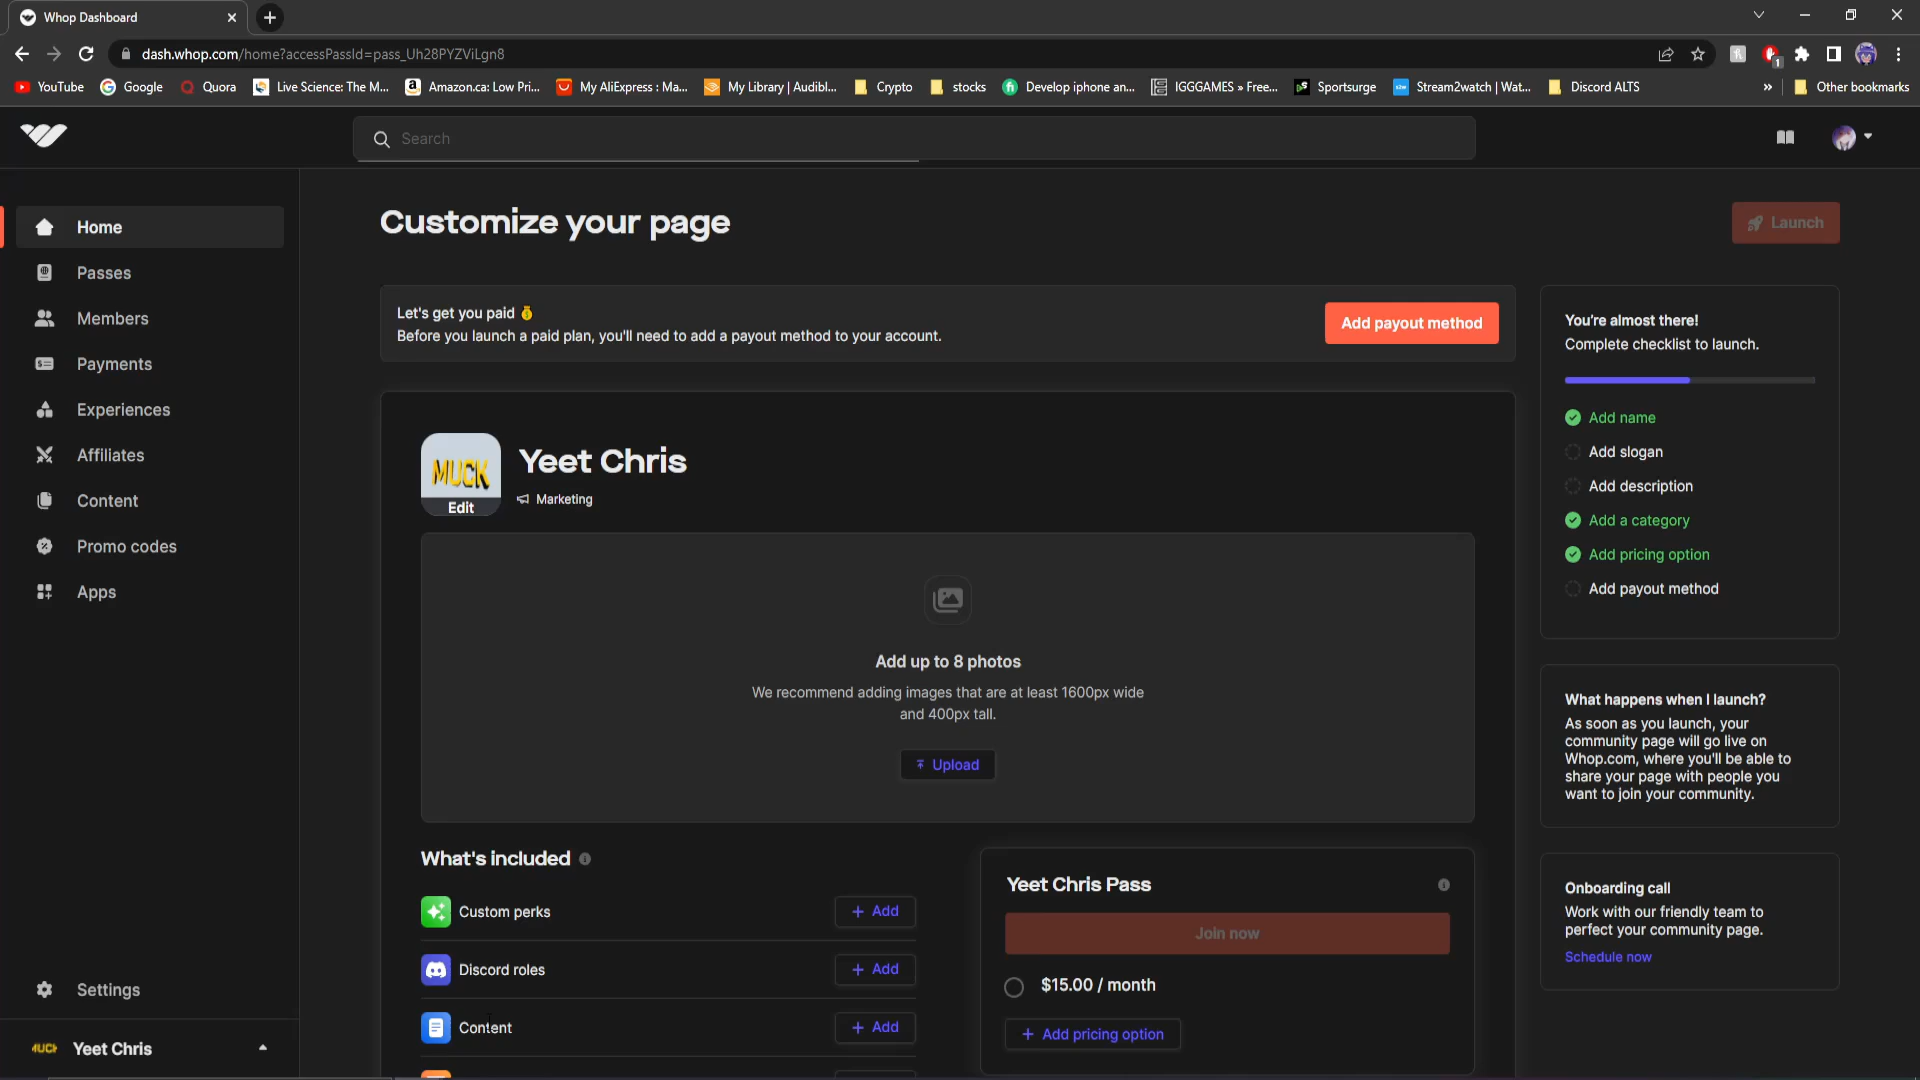 Whop Dashboard
dash.whop.com/home?accessPassId=pass_Uh28PYZViLgn8
1
YouTube
Google
Quora
Live Science: The M...
Amazon.ca: Low Pri...
My AliExpress : Ma...
My Library | Audibl...
Crypto
stocks
Develop iphone an...
IGGGAMES » Free...
Sportsurge
Stream2watch | Wat...
Discord ALTS
»
Other bookmarks
Search
Home
Passes
Members
Payments
Experiences
Affiliates
Content
Promo codes
Apps
Settings
MUCK
Yeet Chris
Customize your page
Launch
Let's get you paid
Before you launch a paid plan, you'll need to add a payout method to your account.
Add payout method
MUCK
Edit
Yeet Chris
Marketing
Add up to 8 photos
We recommend adding images that are at least 1600px wide
and 400px tall.
Upload
What's included
Custom perks
+ Add
Discord roles
+ Add
Content
+ Add
Yeet Chris Pass
Join now
$15.00 / month
+ Add pricing option
You're almost there!
Complete checklist to launch.
Add name
Add slogan
Add description
Add a category
Add pricing option
Add payout method
What happens when I launch?
As soon as you launch, your
community page will go live on
Whop.com, where you'll be able to
share your page with people you
want to join your community.
Onboarding call
Work with our friendly team to
perfect your community page.
Schedule now